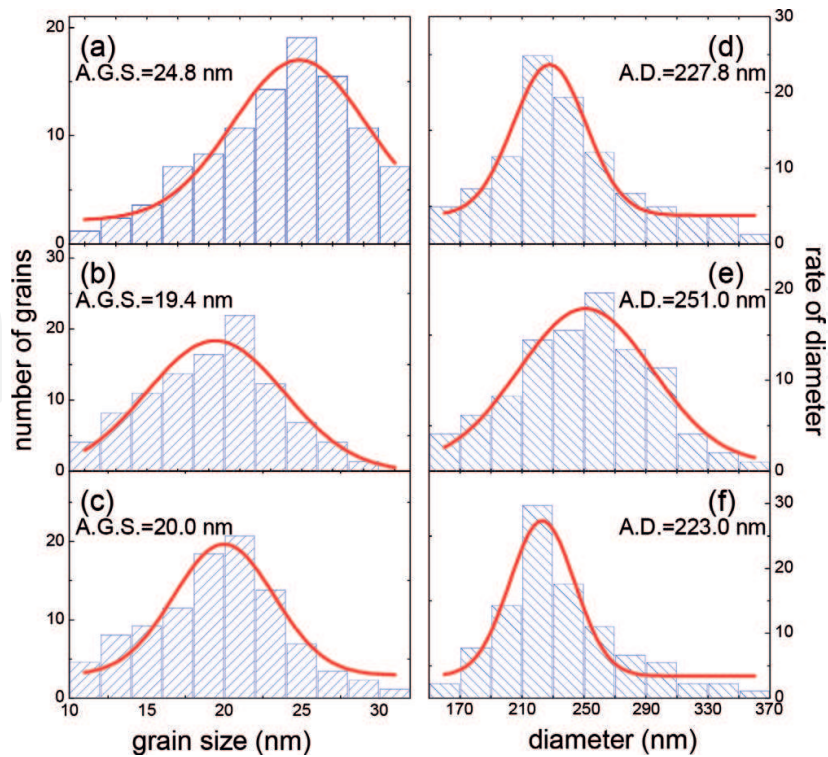 20
10
0
(a)
A.G.S.=24.8 nm
30
20
10
0
(b)
A.G.S.=19.4 nm
30
20
10
0
(c)
A.G.S.=20.0 nm
10 15 20 25 30
grain size (nm)
number of grains
(d)
A.D.=227.8 nm
30
20
10
0
(e)
A.D.=251.0 nm
20
10
0
(f)
A.D.=223.0 nm
30
20
10
0
170 210 250 290 330 370
diameter (nm)
rate of diameter